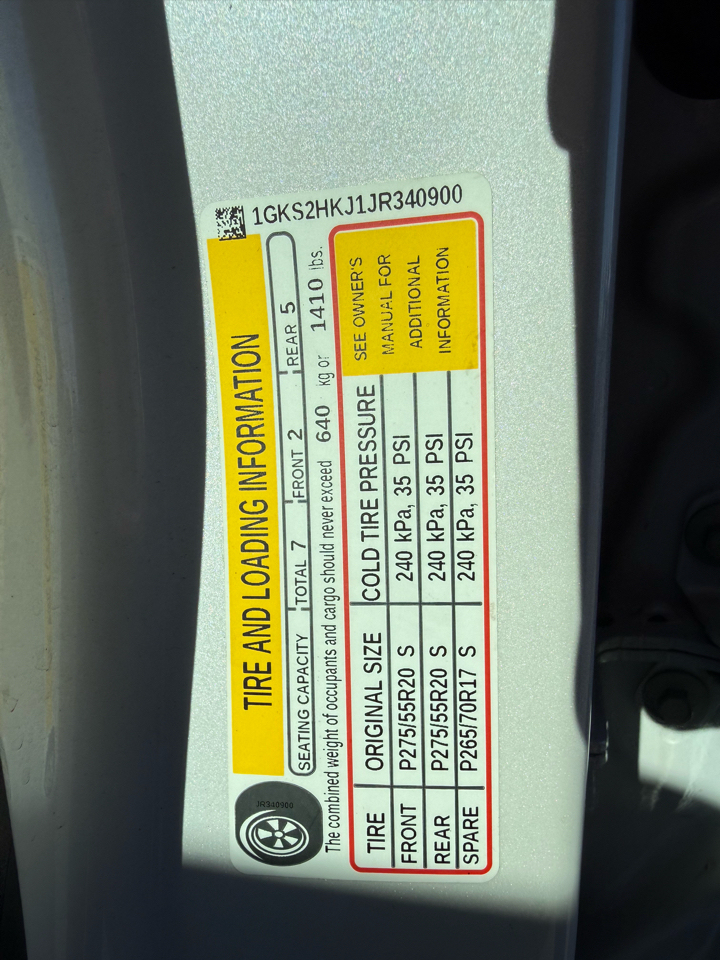 1GKS2HKJ1JR340900
TIRE AND LOADING INFORMATION
SEATING CAPACITY TOTAL 7 FRONT 2 REAR 5
The combined weight of occupants and cargo should never exceed 640 kg or 1410 lbs.
JR340900
TIRE ORIGINAL SIZE COLD TIRE PRESSURE
FRONT P275/55R20 S 240 kPa, 35 PSI
REAR P275/55R20 S 240 kPa, 35 PSI
SPARE P265/70R17 S 240 kPa, 35 PSI
SEE OWNER'S
MANUAL FOR
ADDITIONAL
INFORMATION